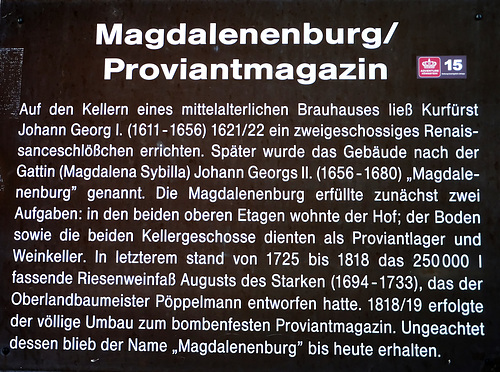 Magdalenenburg/
Proviantmagazin
15
Auf den Kellern eines mittelalterlichen Brauhauses ließ Kurfürst
Johann Georg I. (1611-1656) 1621/22 ein zweigeschossiges Renais-
sanceschlößchen errichten. Später wurde das Gebäude nach der
Gattin (Magdalena Sybilla) Johann Georgs II. (1656-1680) „Magdale-
nenburg" genannt. Die Magdalenenburg erfüllte zunächst zwei
Aufgaben: in den beiden oberen Etagen wohnte der Hof; der Boden
sowie die beiden Kellergeschosse dienten als Proviantlager und
Weinkeller. In letzterem stand von 1725 bis 1818 das 250000 l
fassende Riesenweinfaß Augusts des Starken (1694-1733), das der
Oberlandbaumeister Pöppelmann entworfen hatte. 1818/19 erfolgte
der völlige Umbau zum bombenfesten Proviantmagazin. Ungeachtet
dessen blieb der Name „Magdalenenburg" bis heute erhalten.